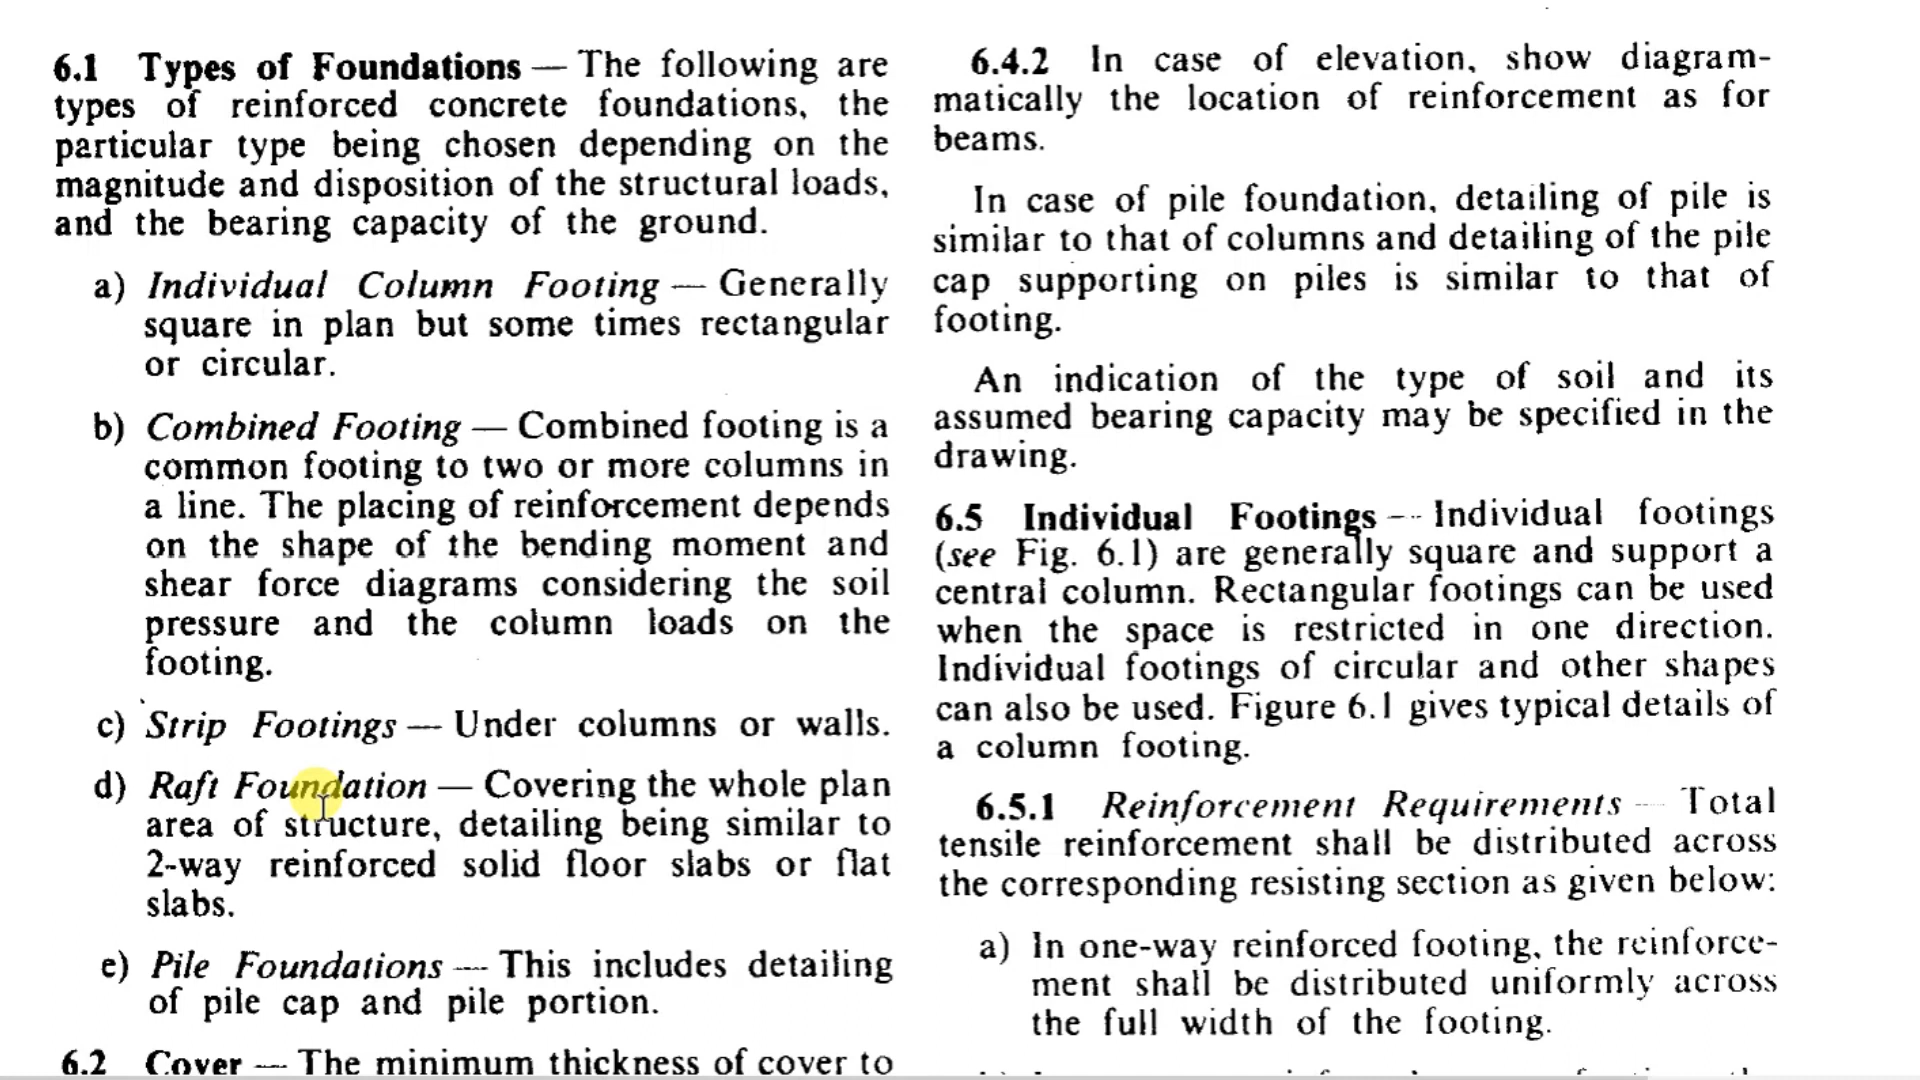 6.1 Types of Foundations — The following are
types of reinforced concrete foundations, the
particular type being chosen depending on the
magnitude and disposition of the structural loads,
and the bearing capacity of the ground.
a) Individual Column Footing — Generally
square in plan but some times rectangular
or circular.
b) Combined Footing — Combined footing is a
common footing to two or more columns in
a line. The placing of reinforcement depends
on the shape of the bending moment and
shear force diagrams considering the soil
pressure and the column loads on the
footing.
c) Strip Footings — Under columns or walls.
d) Raft Foundation — Covering the whole plan
area of structure, detailing being similar to
2-way reinforced solid floor slabs or flat
slabs.
e) Pile Foundations — This includes detailing
of pile cap and pile portion.
6.2 Cover — The minimum thickness of cover to
6.4.2 In case of elevation, show diagram-
matically the location of reinforcement as for
beams.
In case of pile foundation, detailing of pile is
similar to that of columns and detailing of the pile
cap supporting on piles is similar to that of
footing.
An indication of the type of soil and its
assumed bearing capacity may be specified in the
drawing.
6.5 Individual Footings — Individual footings
(see Fig. 6.1) are generally square and support a
central column. Rectangular footings can be used
when the space is restricted in one direction.
Individual footings of circular and other shapes
can also be used. Figure 6.1 gives typical details of
a column footing.
6.5.1 Reinforcement Requirements — Total
tensile reinforcement shall be distributed across
the corresponding resisting section as given below:
a) In one-way reinforced footing, the reinforce-
ment shall be distributed uniformly across
the full width of the footing.